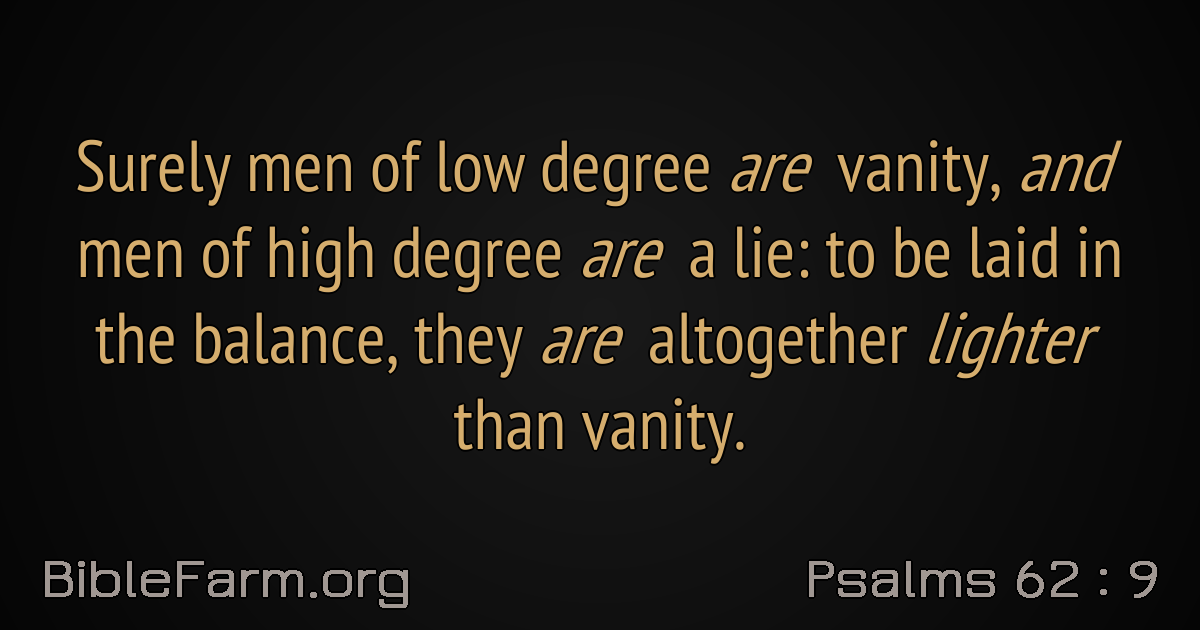 Surely men of low degree are vanity, and
men of high degree are a lie: to be laid in
the balance, they are altogether lighter
than vanity.
BibleFarm.org
Psalms 62 : 9